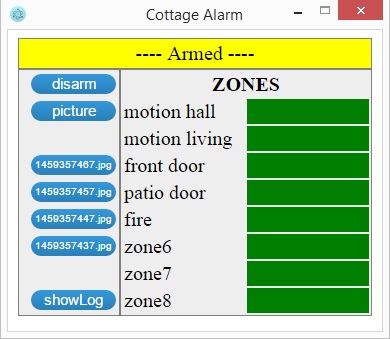 Cottage Alarm
---- Armed ----
disarm ZONES
picture motion hall
motion living
1459357467.jpg front door
1459357457.jpg patio door
1459357447.jpg fire
1459357437.jpg zone6
zone7
showLog zone8